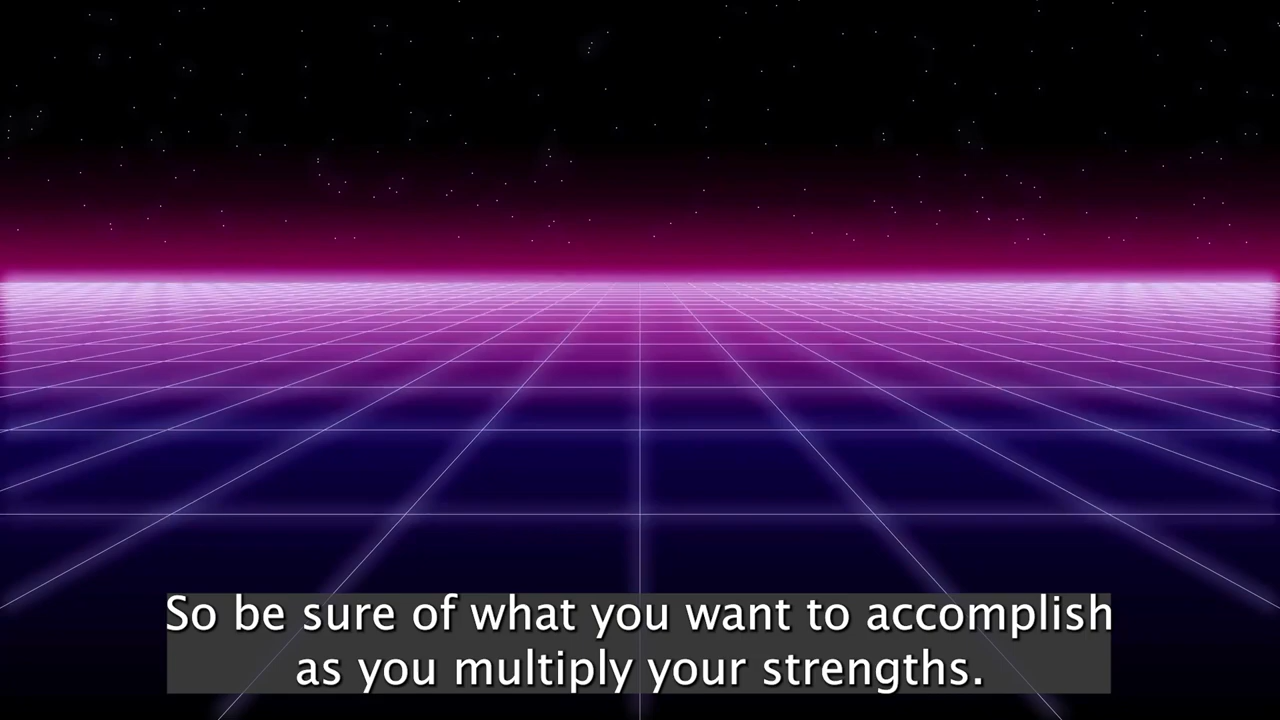 So be sure of what you want to accomplish
as you multiply your strengths.